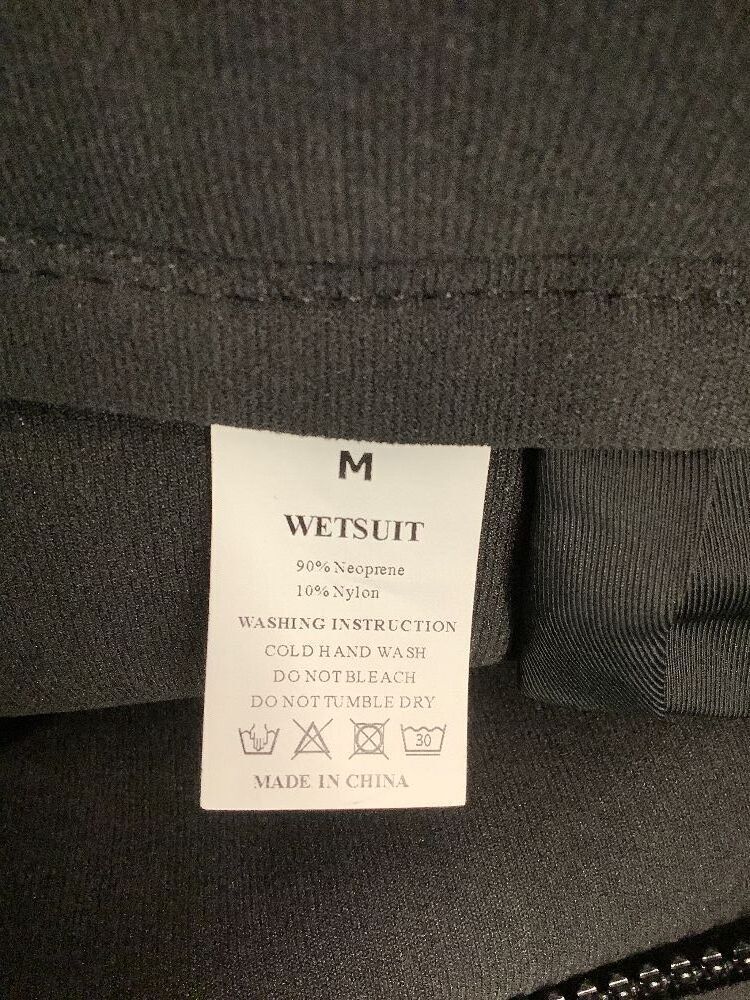 M
WETSUIT
90% Neoprene
10% Nylon
WASHING INSTRUCTION
COLD HAND WASH
DO NOT BLEACH
DO NOT TUMBLE DRY
30
MADE IN CHINA